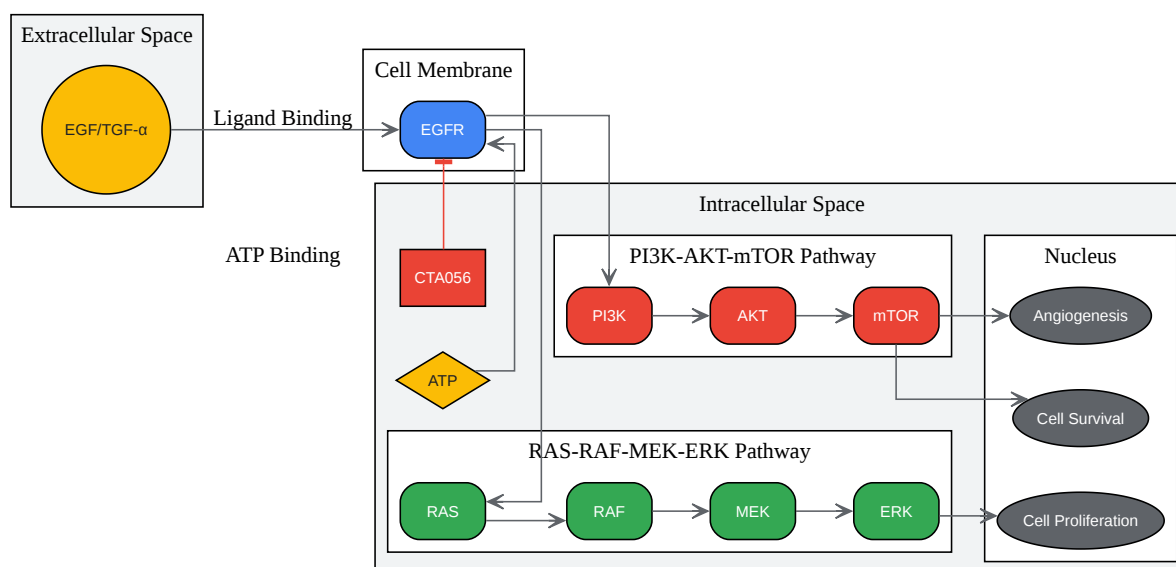 Extracellular Space
EGF/TGF-α
Ligand Binding
Cell Membrane
EGFR
Intracellular Space
ATP Binding
CTA056
ATP
PI3K-AKT-mTOR Pathway
PI3K
AKT
mTOR
Nucleus
Angiogenesis
Cell Survival
Cell Proliferation
RAS-RAF-MEK-ERK Pathway
RAS
RAF
MEK
ERK